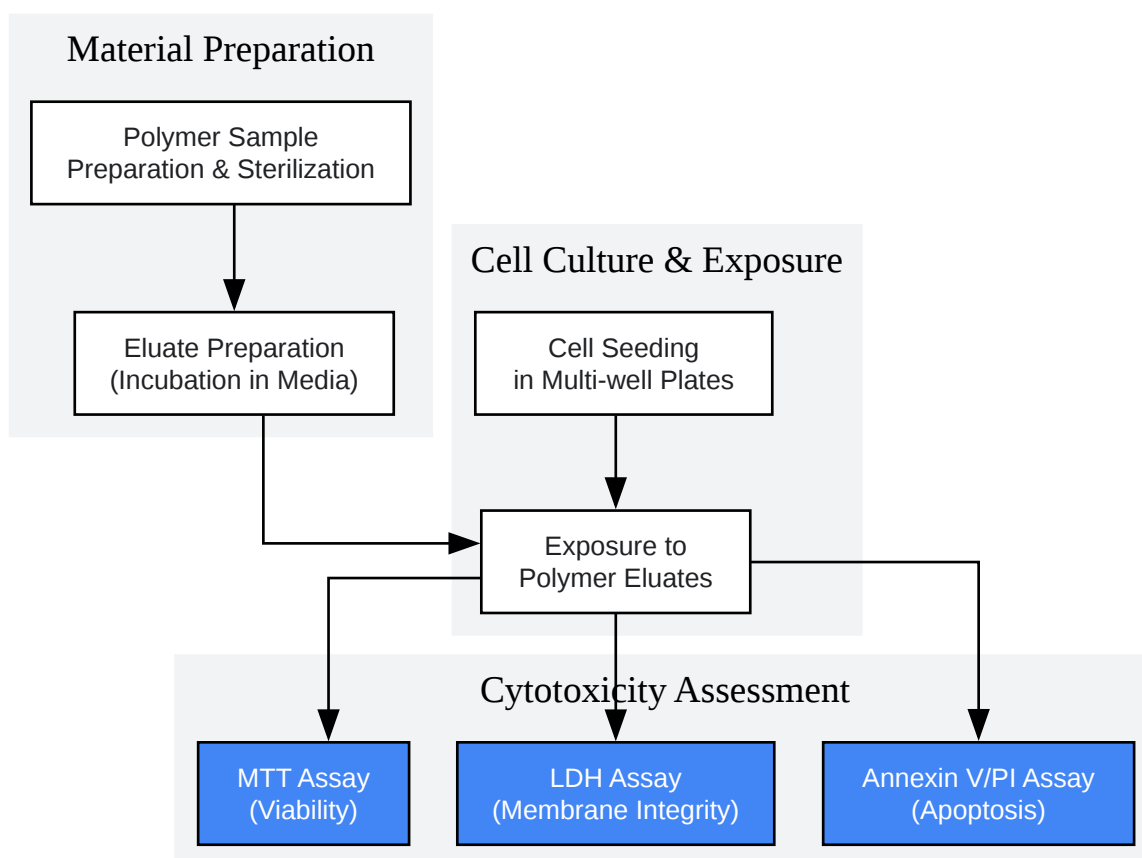 Material Preparation
Polymer Sample
Preparation & Sterilization
Eluate Preparation
(Incubation in Media)
Cell Culture & Exposure
Cell Seeding
in Multi-well Plates
Exposure to
Polymer Eluates
Cytotoxicity Assessment
MTT Assay
(Viability)
LDH Assay
(Membrane Integrity)
Annexin V/PI Assay
(Apoptosis)